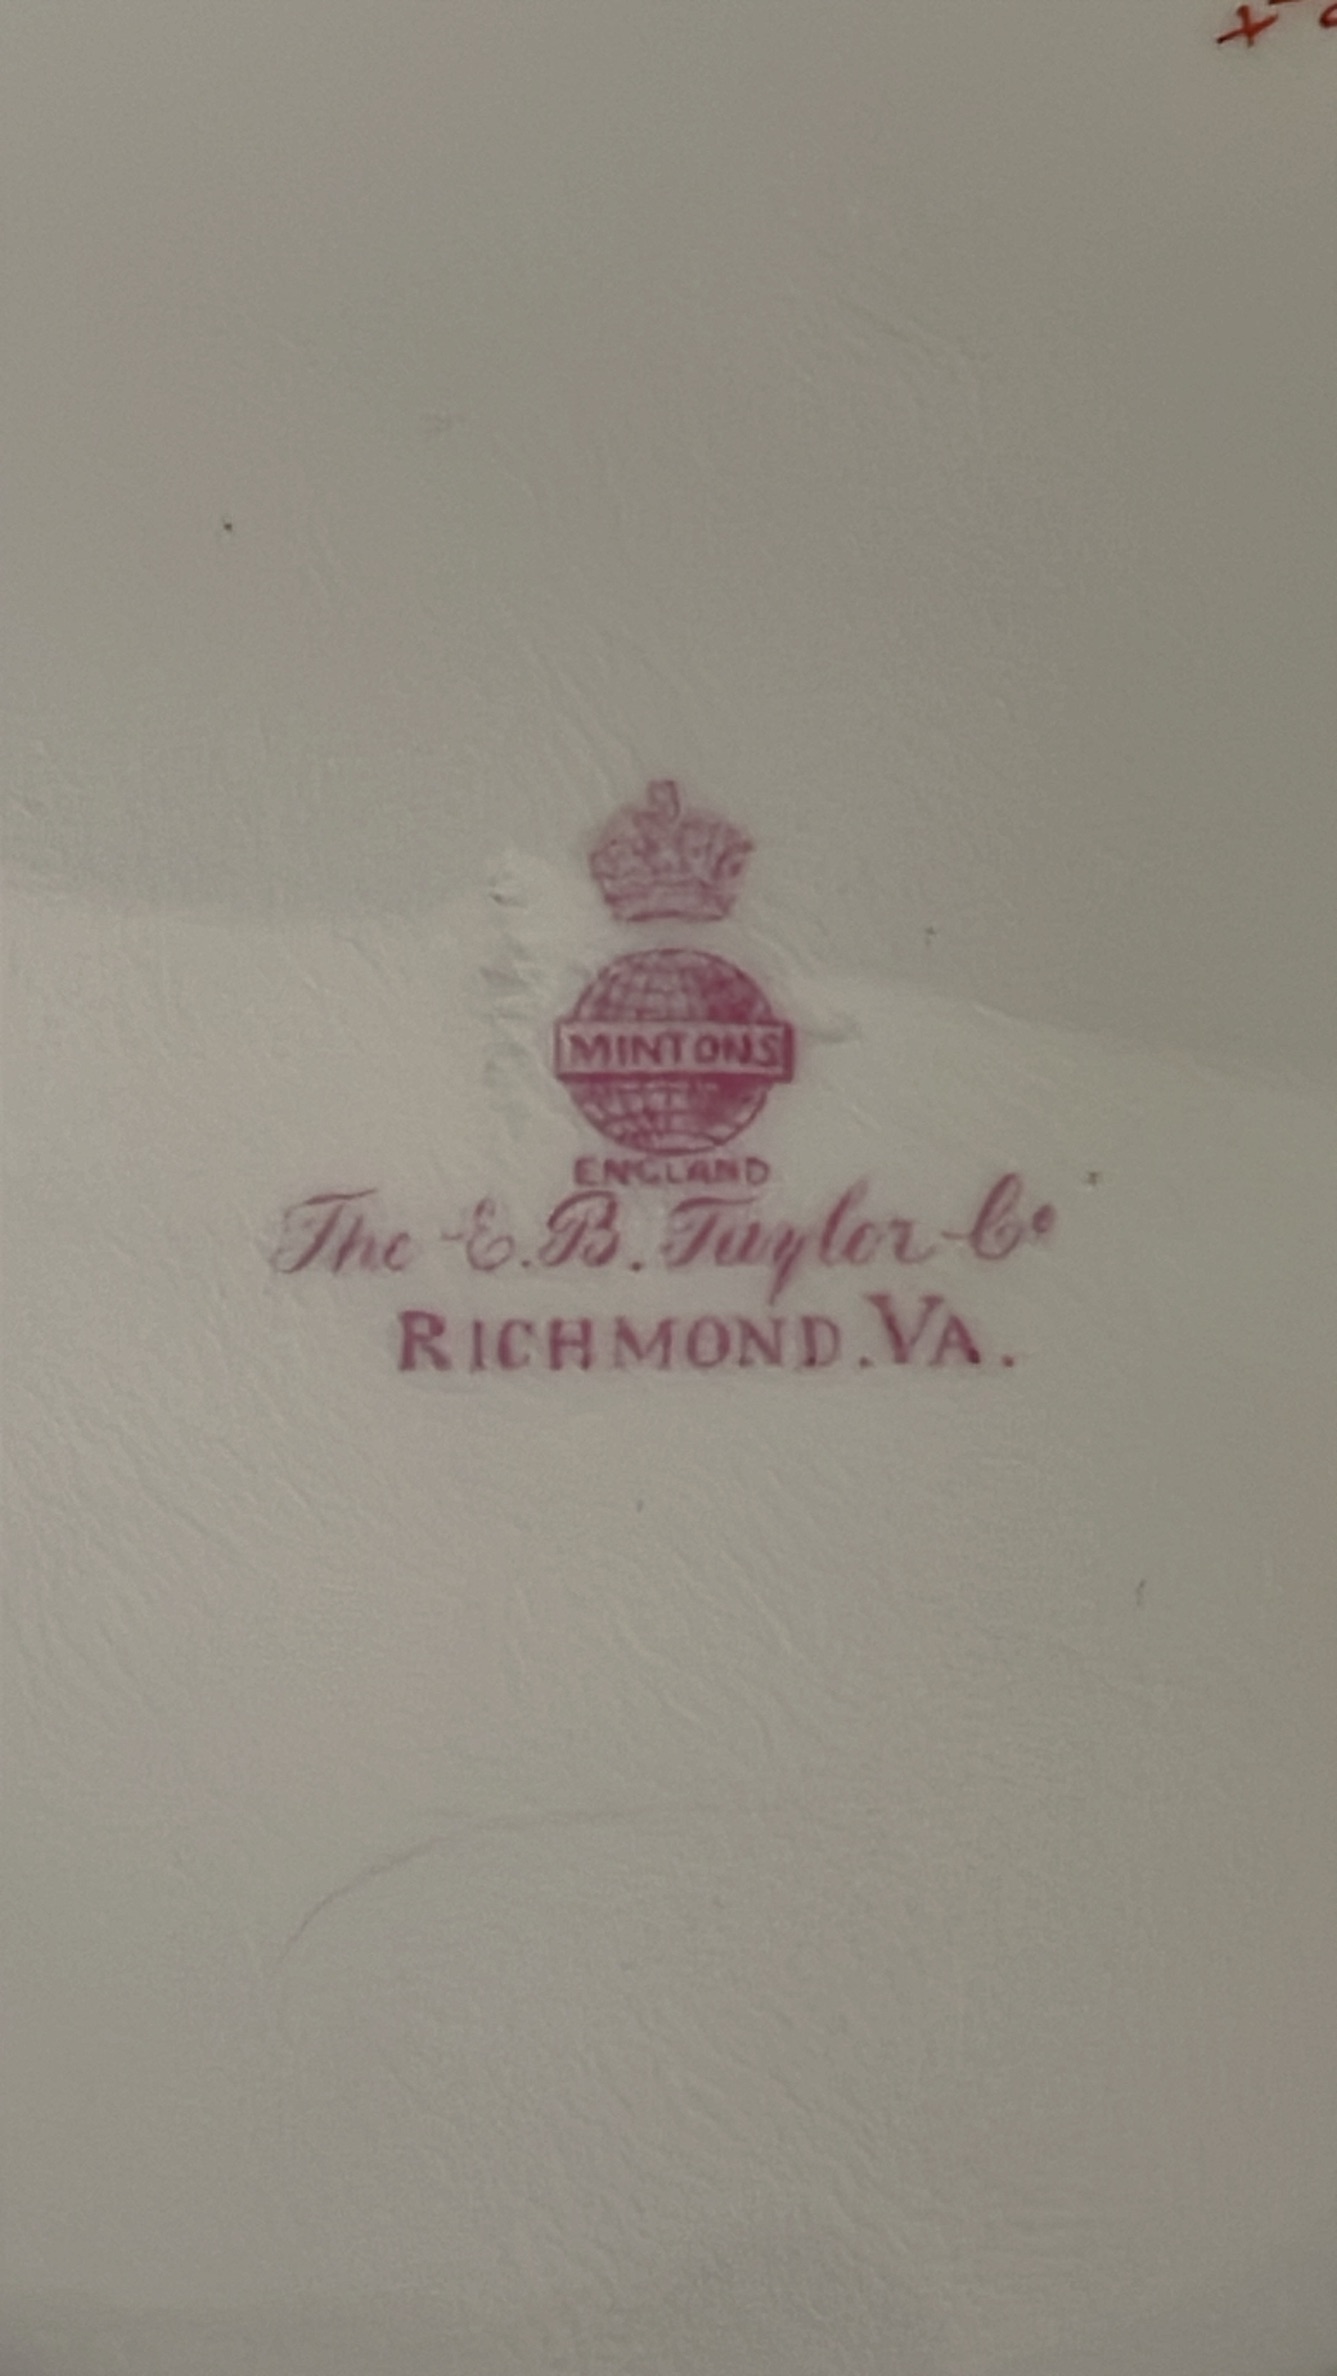 MINTONS
ENGLAND
The E. B. Taylor Co
RICHMOND. VA.